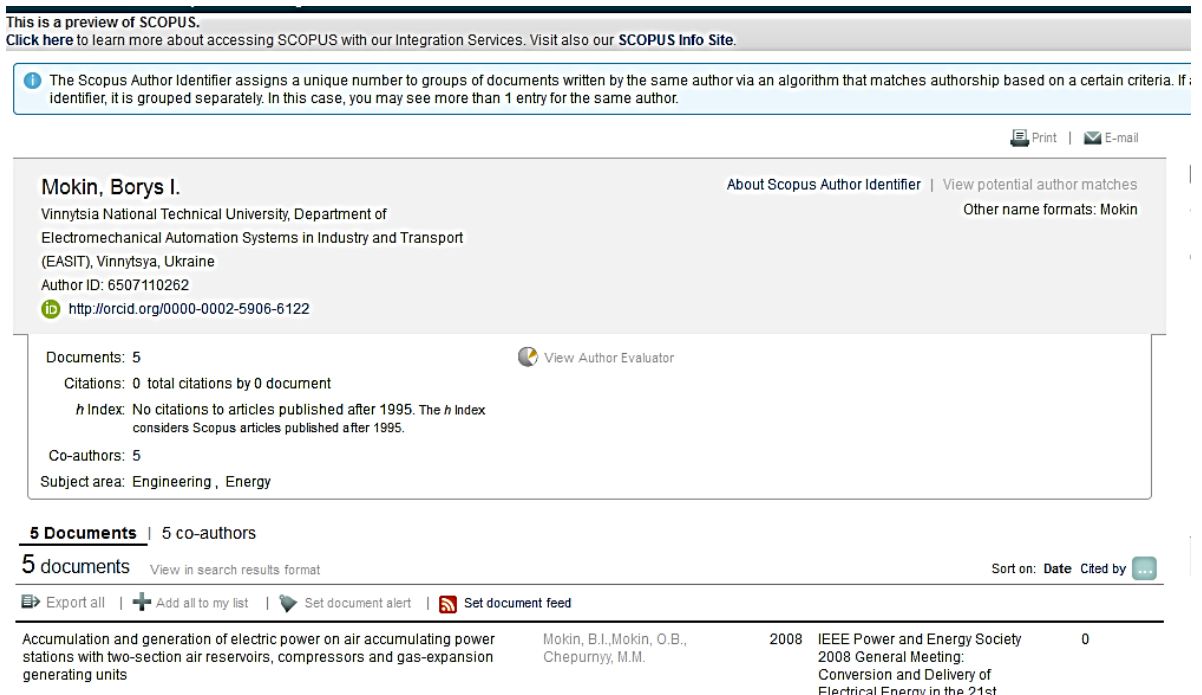 This is a preview of SCOPUS.
Click here to learn more about accessing SCOPUS with our Integration Services. Visit also our SCOPUS Info Site.
The Scopus Author Identifier assigns a unique number to groups of documents written by the same author via an algorithm that matches authorship based on a certain criteria. If
identifier, it is grouped separately. In this case, you may see more than 1 entry for the same author.
Print | E-mail
Mokin, Borys I.
About Scopus Author Identifier | View potential author matches
Vinnytsia National Technical University, Department of
Other name formats: Mokin
Electromechanical Automation Systems in Industry and Transport
(EASIT), Vinnytsya, Ukraine
Author ID: 6507110262
iD http://orcid.org/0000-0002-5906-6122
Documents: 5
View Author Evaluator
Citations: 0 total citations by 0 document
h Index: No citations to articles published after 1995. The h Index
considers Scopus articles published after 1995.
Co-authors: 5
Subject area: Engineering , Energy
5 Documents | 5 co-authors
5 documents View in search results format
Sort on: Date Cited by ...
Export all | Add all to my list | Set document alert | Set document feed
Accumulation and generation of electric power on air accumulating power
stations with two-section air reservoirs, compressors and gas-expansion
generating units
Mokin, B.I.,Mokin, O.B.,
Chepurnyy, M.M.
2008
IEEE Power and Energy Society
2008 General Meeting:
Conversion and Delivery of
Electrical Energy in the 21st
0